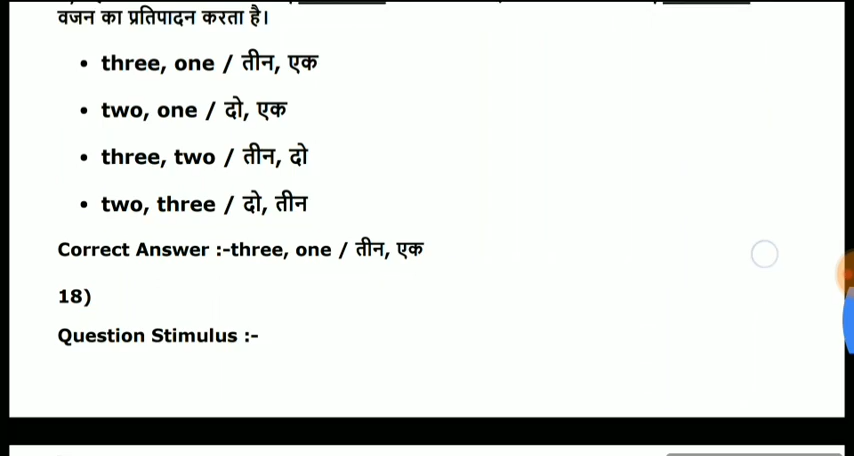 वजन का प्रतिपादन करता है।
• three, one / तीन, एक
• two, one / दो, एक
• three, two / तीन, दो
• two, three / दो, तीन
Correct Answer :-three, one / तीन, एक
18)
Question Stimulus :-